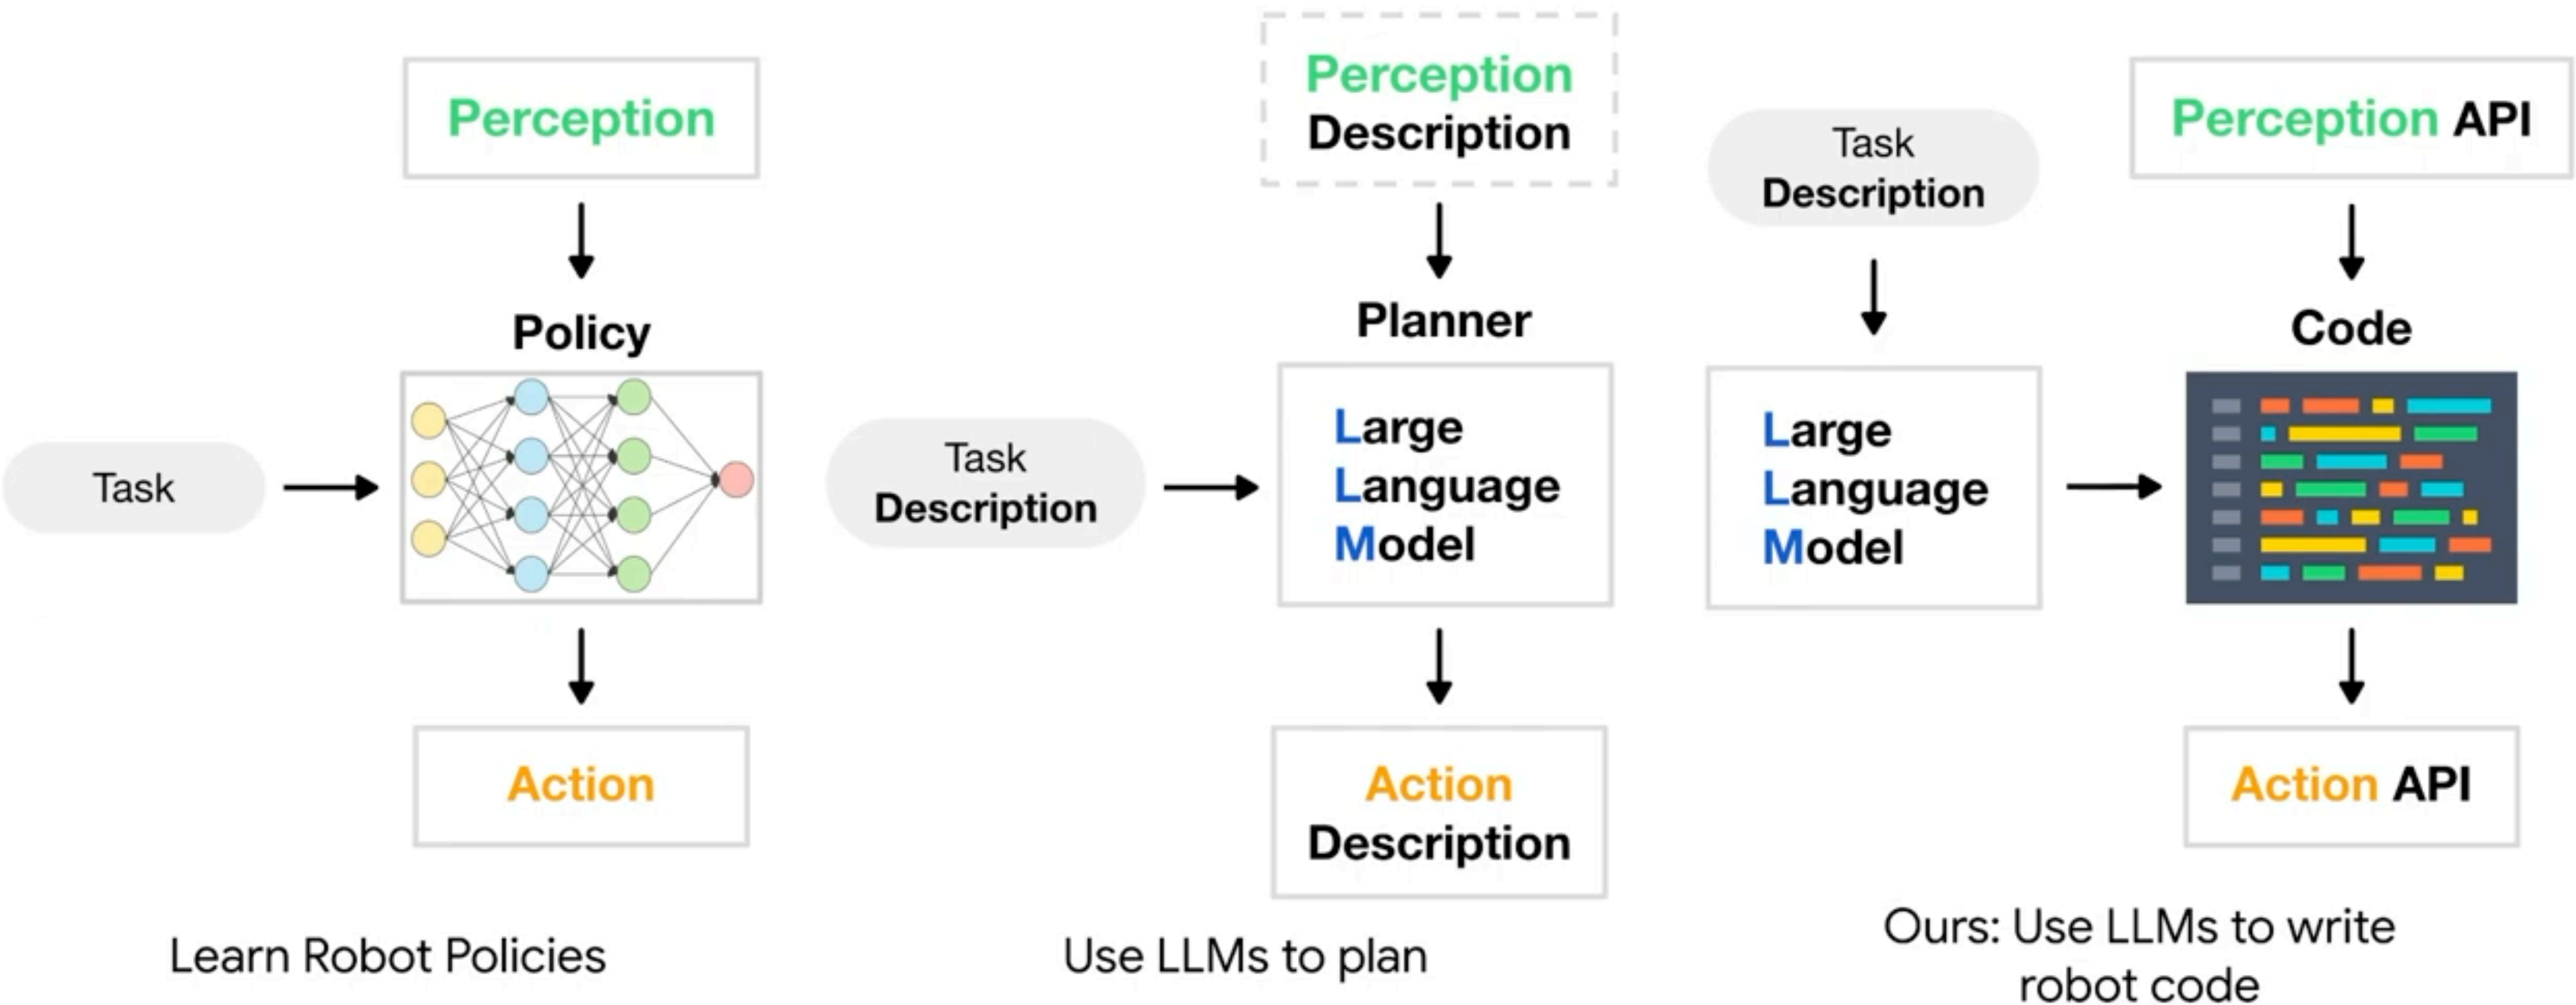 Perception
Policy
Task
Action
Learn Robot Policies
Perception
Description
Planner
Task
Description
Large
Language
Model
Action
Description
Use LLMs to plan
Task
Description
Large
Language
Model
Perception API
Code
Action API
Ours: Use LLMs to write
robot code